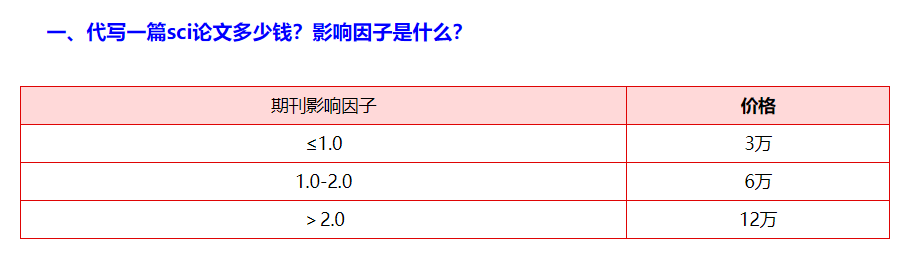 一、代写一篇sci论文多少钱？影响因子是什么？
期刊影响因子 价格
≤1.0 3万
1.0-2.0 6万
＞2.0 12万